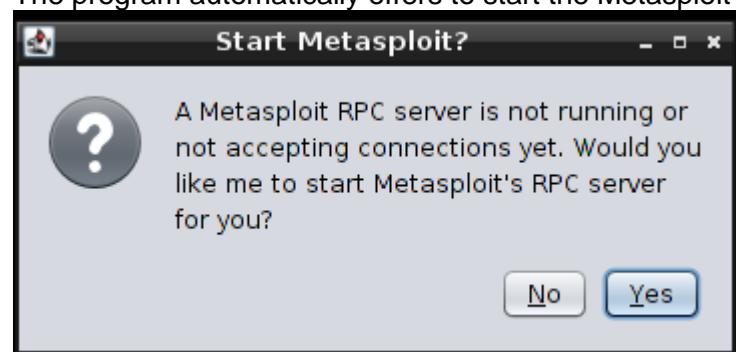 The program automatically offers to start the Metasploit
Start Metasploit?
A Metasploit RPC server is not running or
not accepting connections yet. Would you
like me to start Metasploit's RPC server
for you?
No
Yes